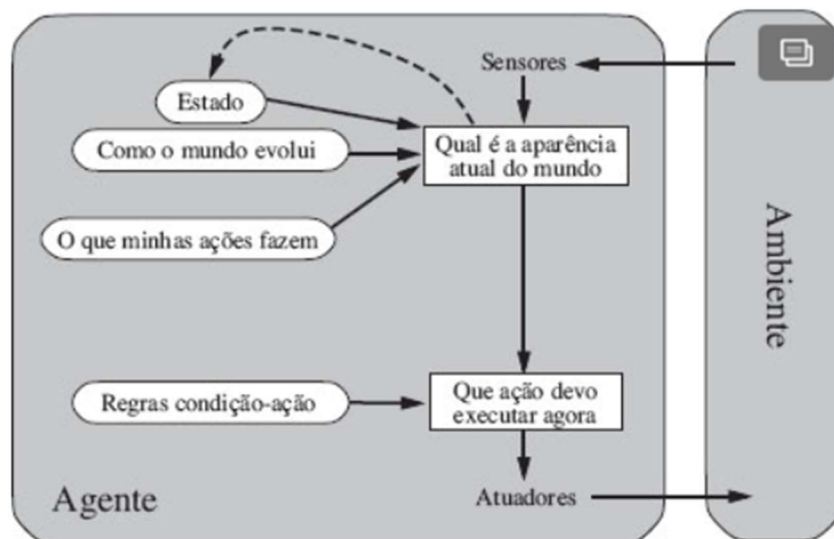 Sensores
Estado
Qual é a aparência
atual do mundo
Como o mundo evolui
O que minhas ações fazem
Ambiente
Regras condição-ação
Que ação devo
executar agora
Agente
Atuadores